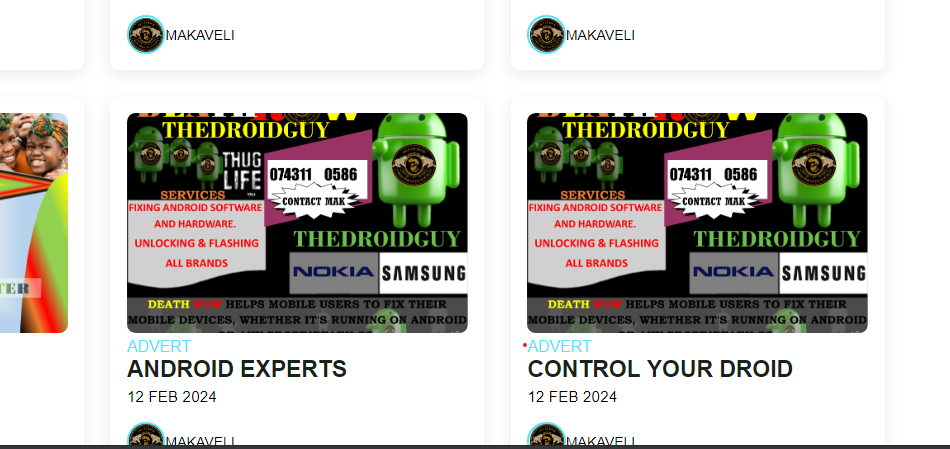 MAKAVELI
MAKAVELI
TER
THEDROIDGUY
THUG
LIFE
074311 0586
CONTACT MAK
SERVICES
FIXING ANDROID SOFTWARE
AND HARDWARE.
UNLOCKING & FLASHING
ALL BRANDS
THEDROIDGUY
NOKIA SAMSUNG
DEATH ROW HELPS MOBILE USERS TO FIX THEIR
MOBILE DEVICES, WHETHER IT'S RUNNING ON ANDROID
ADVERT
ANDROID EXPERTS
12 FEB 2024
MAKAVELI
THEDROIDGUY
074311 0586
CONTACT MAK
SERVICES
FIXING ANDROID SOFTWARE
AND HARDWARE.
UNLOCKING & FLASHING
ALL BRANDS
THEDROIDGUY
NOKIA SAMSUNG
DEATH ROW HELPS MOBILE USERS TO FIX THEIR
MOBILE DEVICES, WHETHER IT'S RUNNING ON ANDROID
ADVERT
CONTROL YOUR DROID
12 FEB 2024
MAKAVELI